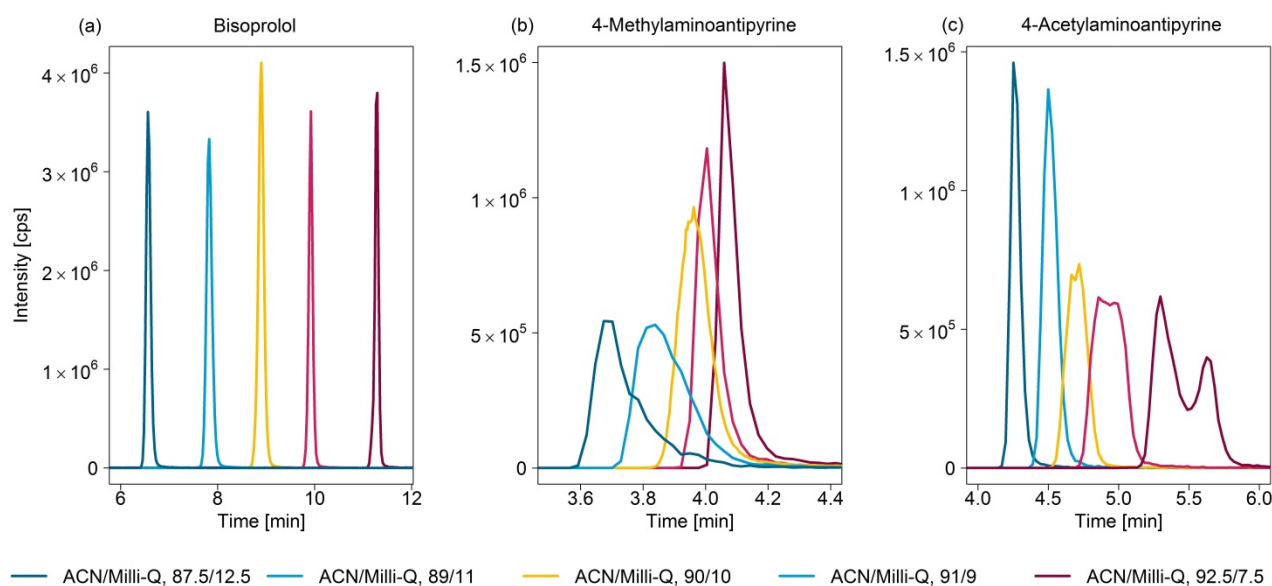 (a) Bisoprolol
(b) 4-Methylaminoantipyrine
(c) 4-Acetylaminoantipyrine
Intensity [cps]
4 × 10⁶
3 × 10⁶
2 × 10⁶
1 × 10⁶
0
6 8 10 12
Time [min]
1.5 × 10⁶
1 × 10⁶
5 × 10⁵
0
3.6 3.8 4.0 4.2 4.4
Time [min]
1.5 × 10⁶
1 × 10⁶
5 × 10⁵
0
4.0 4.5 5.0 5.5 6.0
Time [min]
ACN/Milli-Q, 87.5/12.5 ACN/Milli-Q, 89/11 ACN/Milli-Q, 90/10 ACN/Milli-Q, 91/9 ACN/Milli-Q, 92.5/7.5